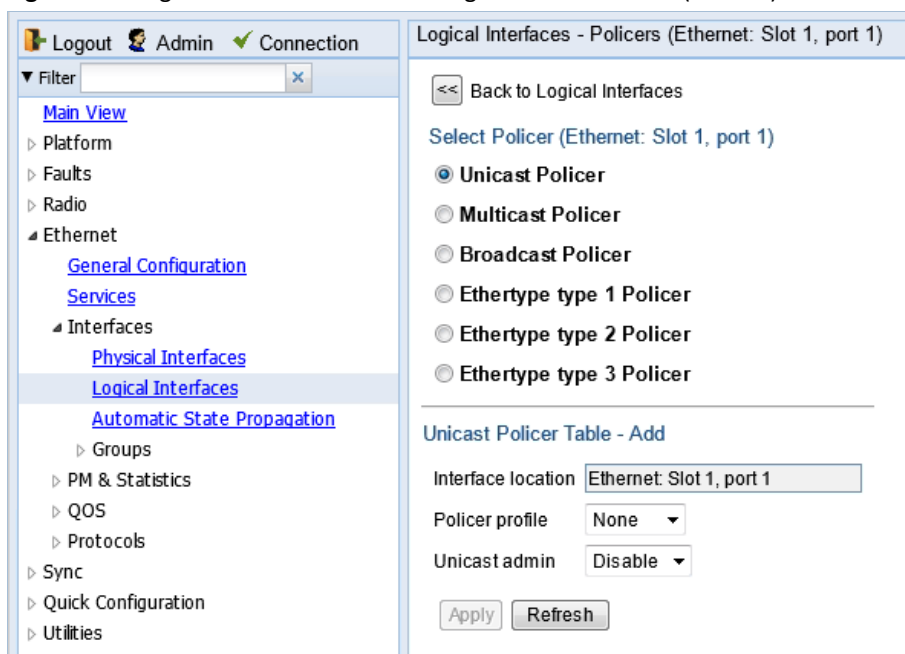 Logout Admin Connection
Filter
Main View
Platform
Faults
Radio
Ethernet
General Configuration
Services
Interfaces
Physical Interfaces
Logical Interfaces
Automatic State Propagation
Groups
PM & Statistics
QOS
Protocols
Sync
Quick Configuration
Utilities
Logical Interfaces - Policers (Ethernet: Slot 1, port 1)
<< Back to Logical Interfaces
Select Policer (Ethernet: Slot 1, port 1)
Unicast Policer
Multicast Policer
Broadcast Policer
Ethertype type 1 Policer
Ethertype type 2 Policer
Ethertype type 3 Policer
Unicast Policer Table - Add
Interface location Ethernet: Slot 1, port 1
Policer profile None
Unicast admin Disable
Apply Refresh